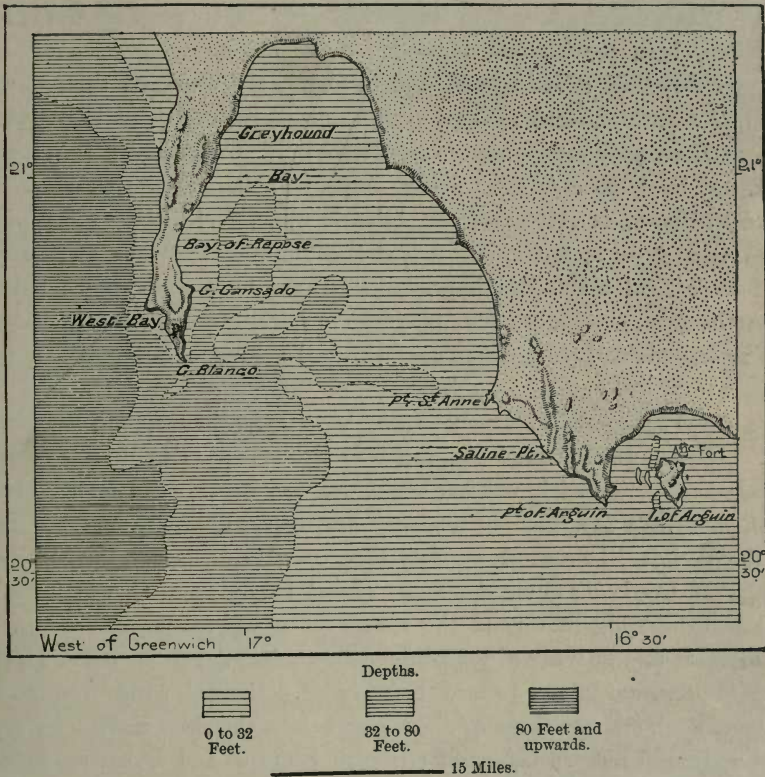 Greyhound
21°
21°
Bay
Bay of Repose
C. Cansado
West-Bay
C. Blanco
Pt. St. Anne
Saline-Pt.
Anc Fort
Pt of Arguin
I. of Arguin
20°
30'
20°
30'
West of Greenwich 17° 16° 30'
Depths.
0 to 32
Feet.
32 to 80
Feet.
80 Feet and
upwards.
15 Miles.